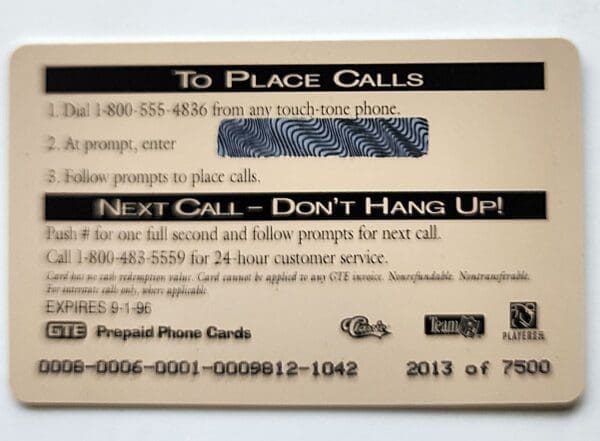 TO PLACE CALLS
1. Dial 1-800-555-4836 from any touch-tone phone.
2. At prompt, enter
3. Follow prompts to place calls.
NEXT CALL – DON'T HANG UP!
Push # for one full second and follow prompts for next call.
Call 1-800-483-5559 for 24-hour customer service.
Card has no cash redemption value. Card cannot be applied to any GTE invoice. Nonrefundable. Nontransferable.
For interstate calls only, where applicable.
EXPIRES 9-1-96
GTE Prepaid Phone Cards Classic Team PLAYERS
0008-0006-0001-0009812-1042 2013 of 7500